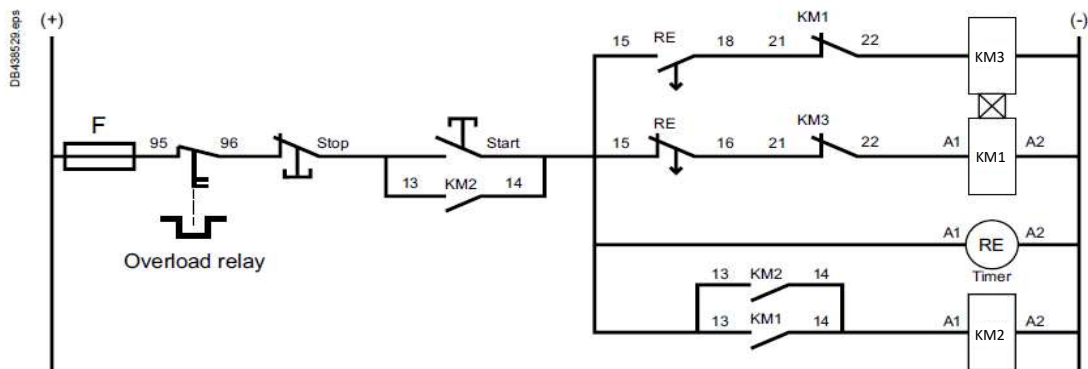 DB438529.eps
(+)
(-)
KM1
15 RE 18 21 22
KM3
F
95 96 Stop Start
KM3
15 RE 16 21 22 A1 KM1 A2
13 KM2 14
Overload relay
A1 RE A2
Timer
13 KM2 14
13 KM1 14 A1 KM2 A2